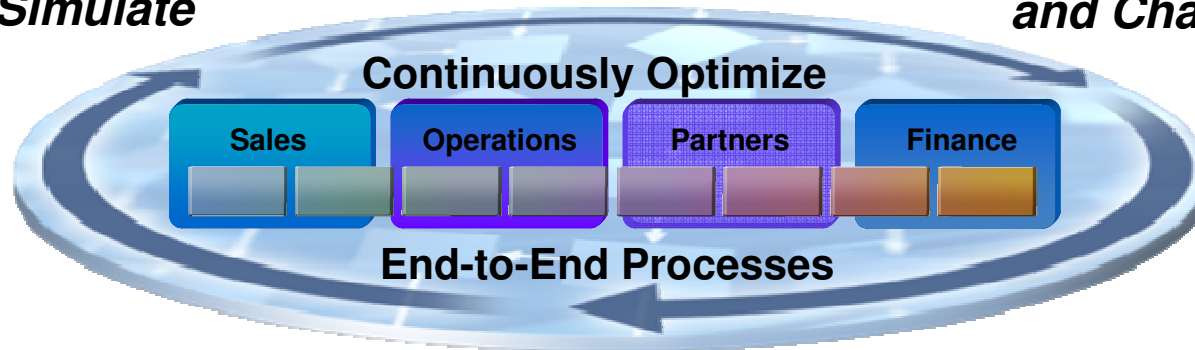 Simulate
and Cha
Continuously Optimize
Sales
Operations
Partners
Finance
End-to-End Processes